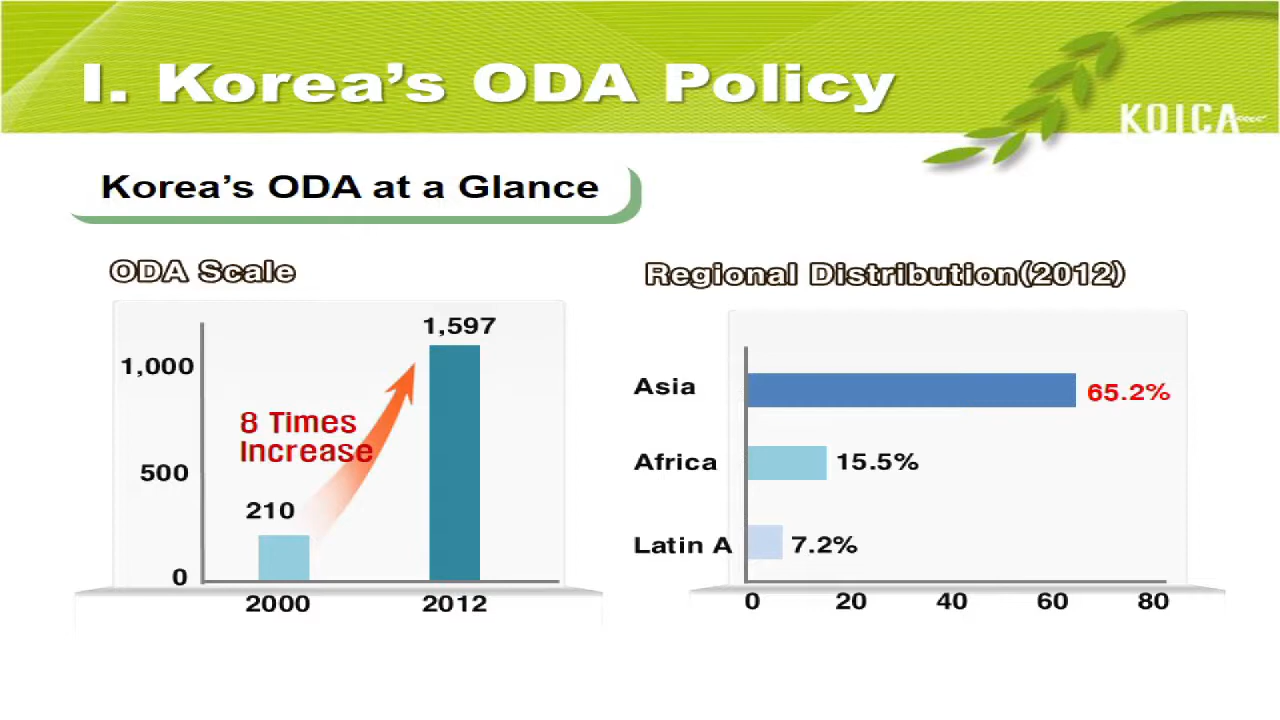 I. Korea's ODA Policy
KOICA
Korea's ODA at a Glance
ODA Scale
1,597
1,000
8 Times
Increase
500
210
0
2000
2012
Regional Distribution(2012)
Asia
65.2%
Africa
15.5%
Latin A
7.2%
0
20
40
60
80